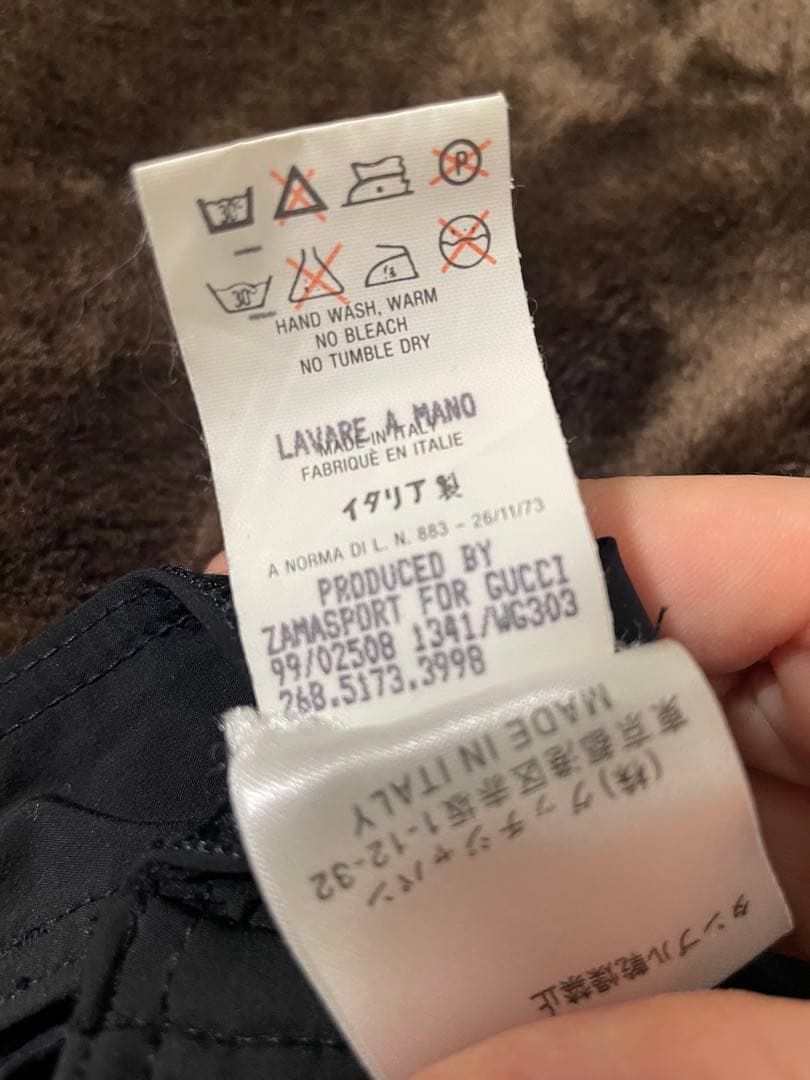 30°
P
30°
HAND WASH, WARM
NO BLEACH
NO TUMBLE DRY
LAVARE A MANO
MADE IN ITALY
FABRIQUÈ EN ITALIE
イタリア製
A NORMA DI L. N. 883 - 26/11/73
PRODUCED BY
ZAMASPORT FOR GUCCI
99/02508 1341/WG303
268.5173.3998
タンブル乾燥禁止
(株)グッチジャパン
東京都港区赤坂1-12-32
MADE IN ITALY